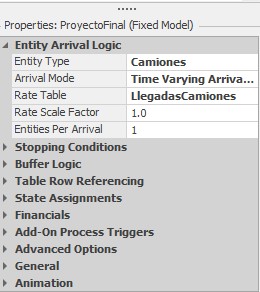 Properties: ProyectoFinal (Fixed Model)
Entity Arrival Logic
Entity Type Camiones
Arrival Mode Time Varying Arriva...
Rate Table LlegadasCamiones
Rate Scale Factor 1.0
Entities Per Arrival 1
Stopping Conditions
Buffer Logic
Table Row Referencing
State Assignments
Financials
Add-On Process Triggers
Advanced Options
General
Animation